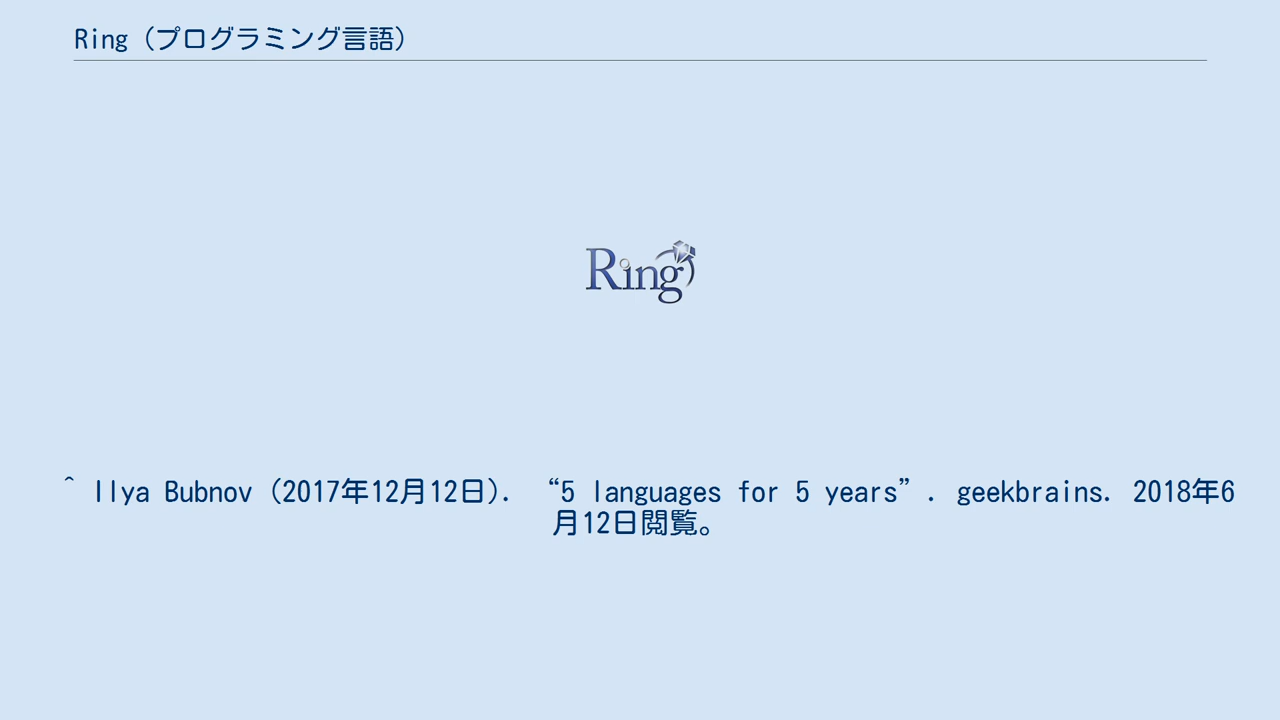 Ring（プログラミング言語）
Ring
^ Ilya Bubnov (2017年12月12日). “5 languages for 5 years”. geekbrains. 2018年6
月12日閲覧。